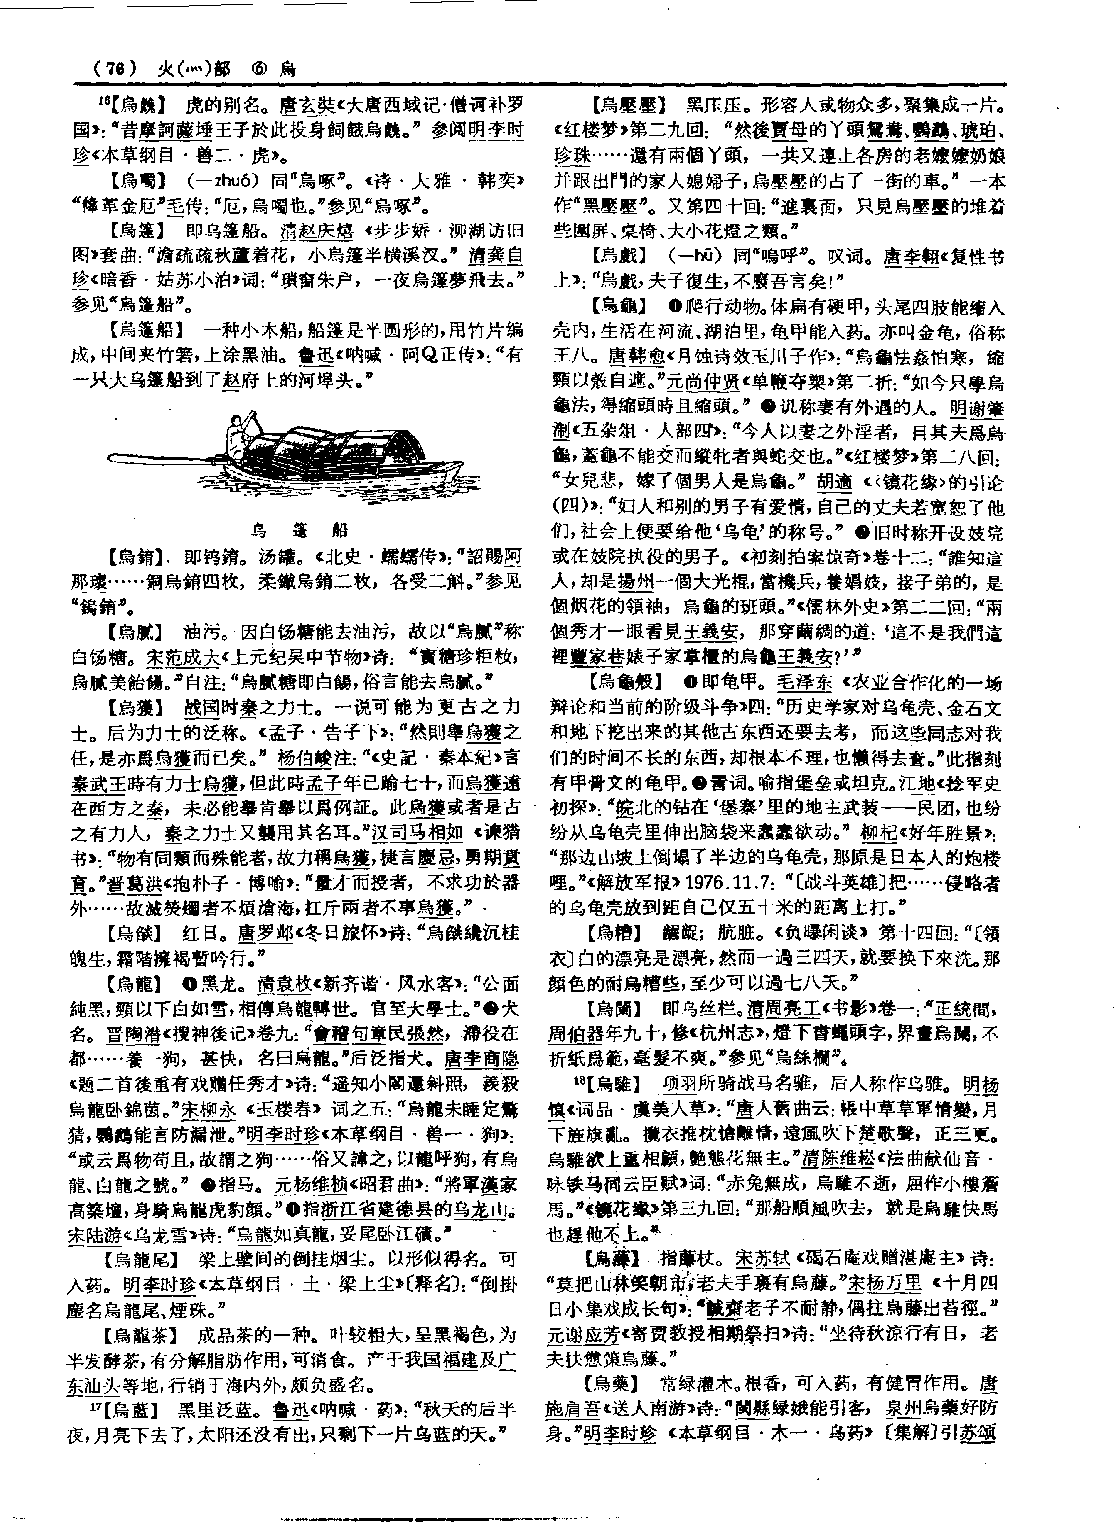 (76) 火(灬)部 ⑥ 烏
16【烏䖘】 虎的别名。唐玄奘《大唐西域记·僧诃补罗
国》：“昔摩訶薩埵王子於此投身飼餓烏䖘。” 参阅明李时
珍《本草纲目·兽二·虎》。
【烏噣】 (—zhuó) 同“烏啄”。《诗·大雅·韩奕》
“鞗革金厄”毛传：“厄，烏噣也。”参见“烏啄”。
【烏篷】 即乌篷船。清赵庆熺《步步娇·泖湖访旧
图》套曲：“澹疏疏秋蘆着花，小烏篷半橫溪汊。” 清龚自
珍《暗香·姑苏小泊》词：“瑣窗朱戶，一夜烏篷夢飛去。”
参见“烏篷船”。
【烏篷船】 一种小木船，船篷是半圆形的，用竹片编
成，中间夹竹箬，上涂黑油。鲁迅《呐喊·阿Q正传》：“有
一只大乌篷船到了赵府上的河埠头。”
乌篷船
【烏銷】 即钨銷。汤罐。《北史·蠕蠕传》：“詔賜阿
那瓌……銅烏銷四枚，柔鐵烏銷二枚，各受二斛。”参见
“鎢銷”。
【烏膩】 油污。因白饧糖能去油污，故以“烏膩”称
白饧糖。宋范成大《上元纪吴中节物》诗：“寳糖珍粔籹，
烏膩美飴餳。”自注：“烏膩糖即白餳，俗言能去烏膩。”
【烏獲】 战国时秦之力士。一说可能为更古之力
士。后为力士的泛称。《孟子·告子下》：“然則舉烏獲之
任，是亦爲烏獲而已矣。” 杨伯峻注：“《史記·秦本紀》言
秦武王時有力士烏獲，但此時孟子年已踰七十，而烏獲遠
在西方之秦，未必能舉肯舉以爲例証。此烏獲或者是古
之有力人，秦之力士又襲用其名耳。”汉司马相如《谏猎
书》：“物有同類而殊能者，故力稱烏獲，捷言慶忌，勇期賁
育。”晋葛洪《抱朴子·博喻》：“量才而授者，不求功於器
外……故滅熒燭者不煩滄海，扛斤兩者不事烏獲。”
【烏燄】 红日。唐罗邺《冬日旅怀》诗：“烏燄纔沉桂
魄生，霜階擁褐暫吟行。”
【烏龍】 ❶黑龙。清袁枚《新齐谐·风水客》：“公面
純黑，頸以下白如雪，相傳烏龍轉世。官至大學士。”❷犬
名。晋陶潜《搜神後记》卷九：“會稽句章民張然，滯役在
都……養一狗，甚快，名曰烏龍。”后泛指犬。唐李商隐
《题二首後重有戏赠任秀才》诗：“遥知小閣還斜照，羨殺
烏龍卧錦茵。”宋柳永《玉楼春》词之五：“烏龍未睡定驚
猜，鸚鵡能言防漏泄。”明李时珍《本草纲目·兽一·狗》：
“或云爲物苟且，故謂之狗……俗又諱之，以龍呼狗，有烏
龍、白龍之號。” ❸指马。元杨维桢《昭君曲》：“將軍漢家
高築壇，身騎烏龍虎豹顏。”❹指浙江省建德县的乌龙山。
宋陆游《乌龙雪》诗：“烏龍如真龍，妥尾卧江磧。”
【烏龍尾】 梁上壁间的倒挂烟尘。以形似得名。可
入药。明李时珍《本草纲目·土·梁上尘》〔释名〕：“倒掛
塵名烏龍尾、煙珠。”
【烏龍茶】 成品茶的一种。叶较粗大，呈黑褐色，为
半发酵茶，有分解脂肪作用，可消食。产于我国福建及广
东汕头等地，行销于海内外，颇负盛名。
17【烏藍】 黑里泛蓝。鲁迅《呐喊·药》：“秋天的后半
夜，月亮下去了，太阳还没有出，只剩下一片乌蓝的天。”
【烏壓壓】 黑压压。形容人或物众多，聚集成一片。
《红楼梦》第二九回：“然後賈母的丫頭鴛鴦、鸚鵡、琥珀、
珍珠……還有兩個丫頭，一共又連上各房的老嬤嬤奶娘
并跟出門的家人媳婦子，烏壓壓的占了一街的車。”一本
作“黑壓壓”。又第四十回：“進裏面，只見烏壓壓的堆着
些圍屏、桌椅、大小花燈之類。”
【烏戲】 (—hū) 同“嗚呼”。叹词。唐李翱《复性书
上》：“烏戲，夫子復生，不廢吾言矣！”
【烏龜】 ❶爬行动物。体扁有硬甲，头尾四肢能缩入
壳内，生活在河流、湖泊里，龟甲能入药。亦叫金龟，俗称
王八。唐韩愈《月蚀诗效玉川子作》：“烏龜怯姦怕寒，縮
頸以殼自遮。”元尚仲贤《单鞭夺槊》第二折：“如今只學烏
龜法，得縮頭時且縮頭。” ❷讥称妻有外遇的人。明谢肇
淛《五杂俎·人部四》：“今人以妻之外淫者，目其夫爲烏
龜，蓋龜不能交而縱牝者與蛇交也。”《红楼梦》第二八回：
“女兒悲，嫁了個男人是烏龜。” 胡適《〈镜花缘〉的引论
(四)》：“妇人和别的男子有爱情，自己的丈夫若寬恕了他
们，社会上便要给他‘乌龟’的称号。” ❸旧时称开设妓院
或在妓院执役的男子。《初刻拍案惊奇》卷十二：“誰知這
人，却是揚州一個大光棍，當機兵，養娼妓，接子弟的，是
個烟花的領袖，烏龜的班頭。”《儒林外史》第二二回：“兩
個秀才一眼看見王義安，那穿繭綢的道：‘這不是我們這
裡豐家巷婊子家掌櫃的烏龜王義安？’”
【烏龜殼】 ❶即龟甲。毛泽东《农业合作化的一场
辩论和当前的阶级斗争》四：“历史学家对乌龟壳、金石文
和地下挖出来的其他古东西还要去考，而这些同志对我
们的时间不长的东西，却根本不理，也懒得去查。”此指刻
有甲骨文的龟甲。❷詈词。喻指堡垒或坦克。江地《捻军史
初探》：“皖北的钻在‘堡寨’里的地主武装——民团，也纷
纷从乌龟壳里伸出脑袋来蠢蠢欲动。” 柳杞《好年胜景》：
“那边山坡上倒塌了半边的乌龟壳，那原是日本人的炮楼
哩。”《解放军报》1976.11.7：“〔战斗英雄〕把……侵略者
的乌龟壳放到距自己仅五十米的距离上打。”
【烏糟】 龌龊；肮脏。《负曝闲谈》第十四回：“〔领
衣〕白的漂亮是漂亮，然而一過三四天，就要换下來洗。那
顏色的耐烏糟些，至少可以過七八天。”
【烏闌】 即乌丝栏。清周亮工《书影》卷一：“正统間，
周伯器年九十，修《杭州志》，燈下書蠅頭字，界畫烏闌，不
折紙爲範，毫髮不爽。”参见“烏絲欄”。
18【烏騅】 项羽所骑战马名骓，后人称作乌骓。明杨
慎《词品·虞美人草》：“唐人舊曲云：帳中草草軍情變，月
下旌旗亂。攬衣推枕愴離情，遠風吹下楚歌聲，正三更。
烏騅欲上重相顧，艷態花無主。”清陈维崧《法曲献仙音·
咏铁马同云臣赋》词：“赤兔無成，烏騅不逝，屈作小樓簷
馬。”《镜花缘》第三九回：“那船順風吹去，就是烏騅快馬
也趕他不上。”
【烏藤】 指藤杖。宋苏轼《碣石庵戏赠湛庵主》诗：
“莫把山林笑朝市，老夫手裏有烏藤。”宋杨万里《十月四
日小集戏成长句》：“誠齋老子不耐静，偶拄烏藤出苔徑。”
元谢应芳《寄贾教授相期祭扫》诗：“坐待秋凉行有日，老
夫扶憊策烏藤。”
【烏藥】 常绿灌木。根香，可入药，有健胃作用。唐
施肩吾《送人南游》诗：“閩縣绿娥能引客，泉州烏藥好防
身。”明李时珍《本草纲目·木一·乌药》〔集解〕引苏颂